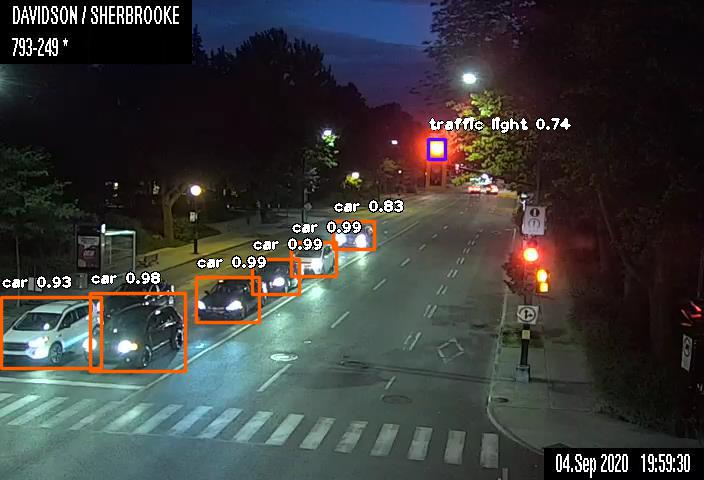 DAVIDSON / SHERBROOKE
793-249 *
traffic light 0.74
car 0.83
car 0.99
car 0.99
car 0.99
car 0.93
car 0.98
04.Sep 2020 19:59:30